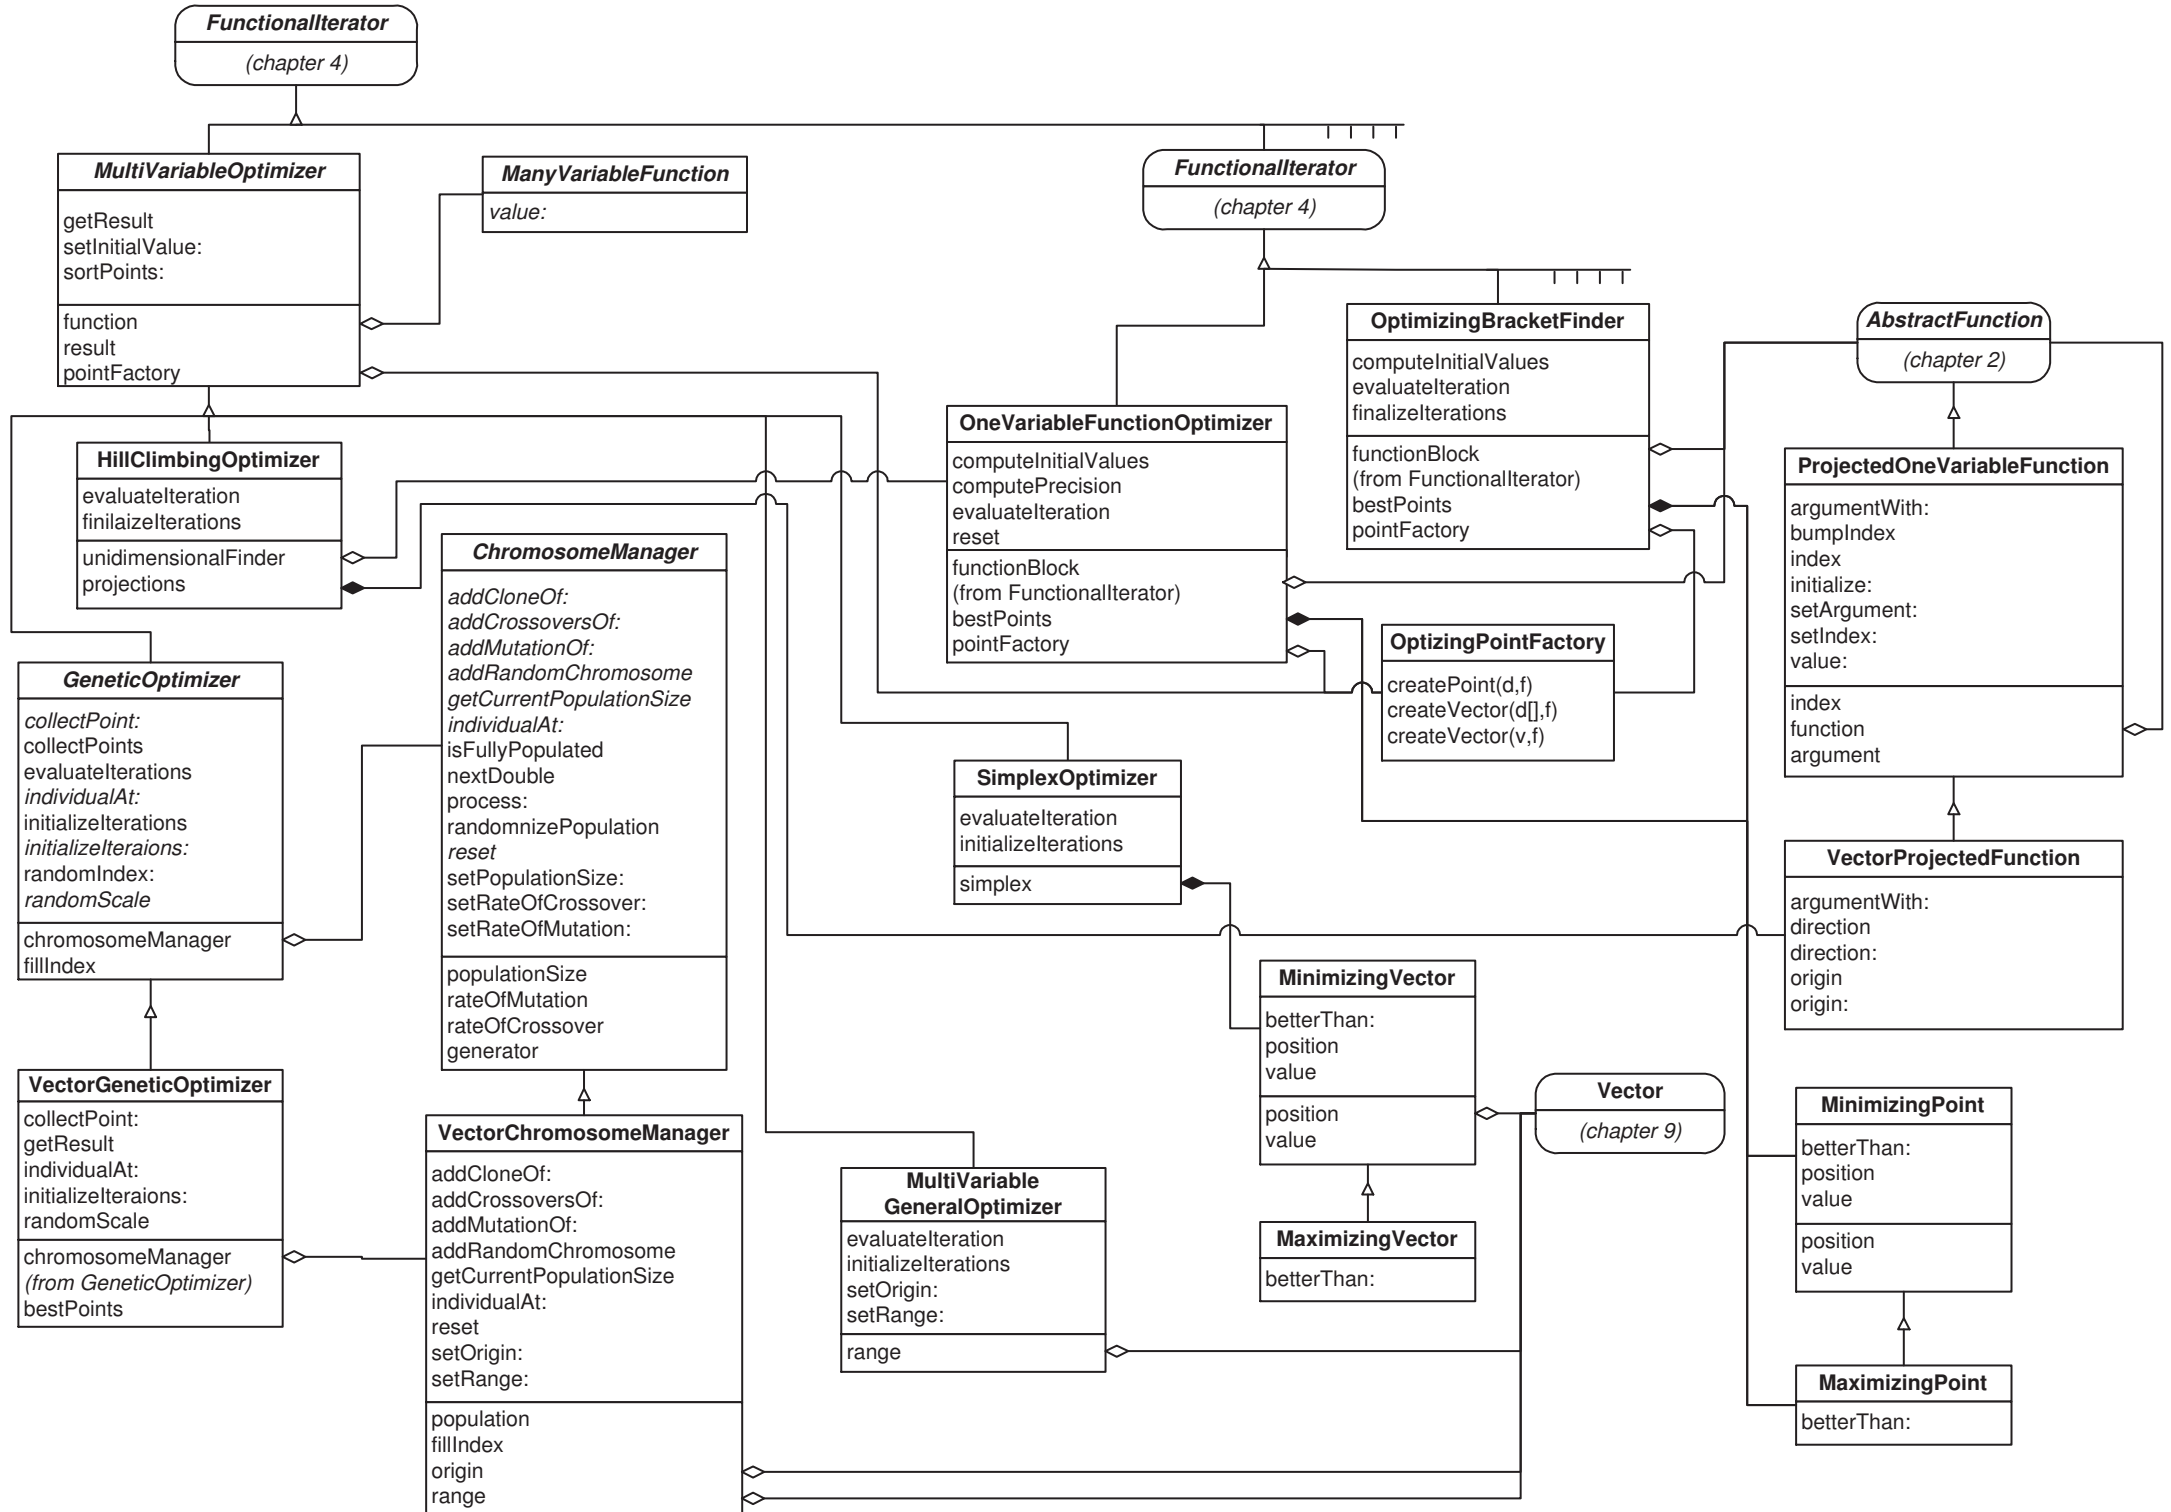 FunctionalIterator
(chapter 4)
MultiVariableOptimizer
getResult
setInitialValue:
sortPoints:
function
result
pointFactory
ManyVariableFunction
value:
FunctionalIterator
(chapter 4)
OptimizingBracketFinder
computeInitialValues
evaluateIteration
finalizeIterations
functionBlock
(from FunctionalIterator)
bestPoints
pointFactory
AbstractFunction
(chapter 2)
HillClimbingOptimizer
evaluateIteration
finilaizeIterations
unidimensionalFinder
projections
OneVariableFunctionOptimizer
computeInitialValues
computePrecision
evaluateIteration
reset
functionBlock
(from FunctionalIterator)
bestPoints
pointFactory
ProjectedOneVariableFunction
argumentWith:
bumpIndex
index
initialize:
setArgument:
setIndex:
value:
index
function
argument
ChromosomeManager
addCloneOf:
addCrossoversOf:
addMutationOf:
addRandomChromosome
getCurrentPopulationSize
individualAt:
isFullyPopulated
nextDouble
process:
randomnizePopulation
reset
setPopulationSize:
setRateOfCrossover:
setRateOfMutation:
populationSize
rateOfMutation
rateOfCrossover
generator
OptizingPointFactory
createPoint(d,f)
createVector(d[],f)
createVector(v,f)
GeneticOptimizer
collectPoint:
collectPoints
evaluateIterations
individualAt:
initializeIterations
initializeIteraions:
randomIndex:
randomScale
chromosomeManager
fillIndex
SimplexOptimizer
evaluateIteration
initializeIterations
simplex
VectorProjectedFunction
argumentWith:
direction
direction:
origin
origin:
MinimizingVector
betterThan:
position
value
position
value
VectorGeneticOptimizer
collectPoint:
getResult
individualAt:
initializeIteraions:
randomScale
chromosomeManager
(from GeneticOptimizer)
bestPoints
VectorChromosomeManager
addCloneOf:
addCrossoversOf:
addMutationOf:
addRandomChromosome
getCurrentPopulationSize
individualAt:
reset
setOrigin:
setRange:
population
fillIndex
origin
range
MultiVariable
GeneralOptimizer
evaluateIteration
initializeIterations
setOrigin:
setRange:
range
Vector
(chapter 9)
MaximizingVector
betterThan:
MinimizingPoint
betterThan:
position
value
position
value
MaximizingPoint
betterThan: